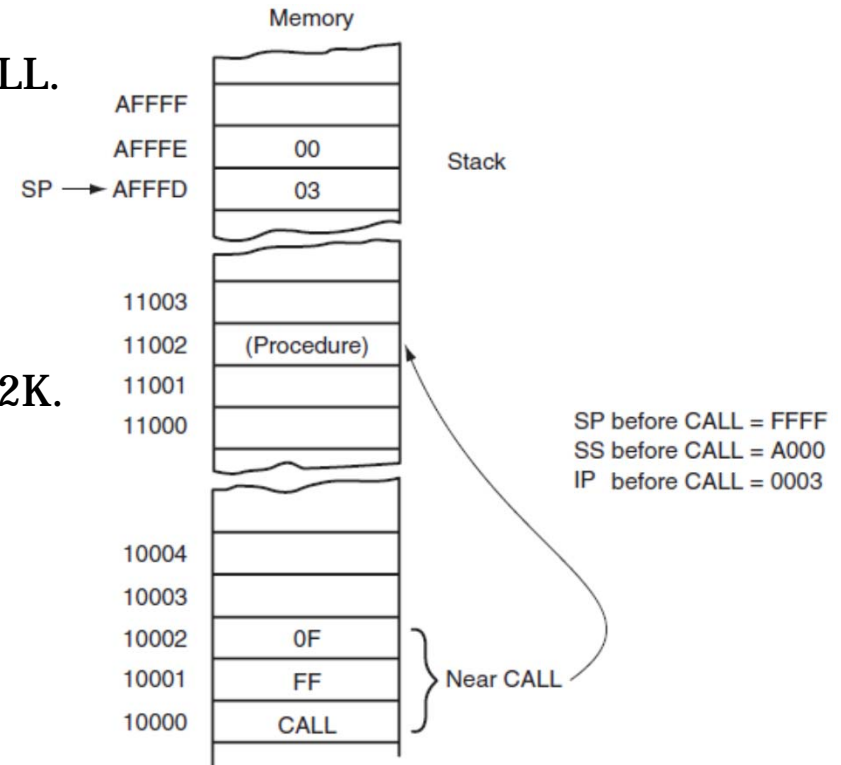 Memory
LL.
AFFFF
AFFFE 00
Stack
SP AFFFD 03
11003
11002 (Procedure)
2K.
11001
11000
SP before CALL = FFFF
SS before CALL = A000
IP before CALL = 0003
10004
10003
10002 0F
10001 FF
Near CALL
10000 CALL